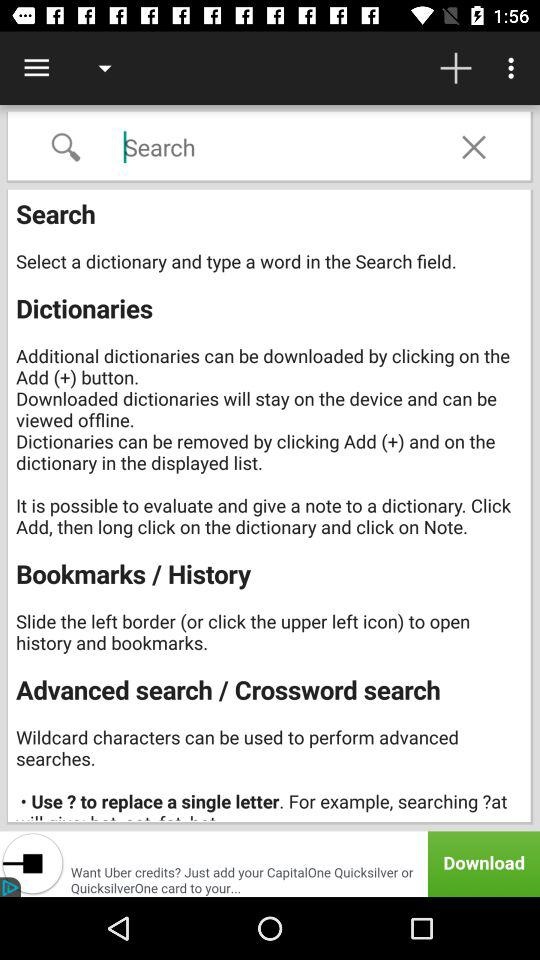 1:56
Search
Search
Select a dictionary and type a word in the Search field.
Dictionaries
Additional dictionaries can be downloaded by clicking on the
Add (+) button.
Downloaded dictionaries will stay on the device and can be
viewed offline.
Dictionaries can be removed by clicking Add (+) and on the
dictionary in the displayed list.
It is possible to evaluate and give a note to a dictionary. Click
Add, then long click on the dictionary and click on Note.
Bookmarks / History
Slide the left border (or click the upper left icon) to open
history and bookmarks.
Advanced search / Crossword search
Wildcard characters can be used to perform advanced
searches.
• Use ? to replace a single letter. For example, searching ?at
Want Uber credits? Just add your CapitalOne Quicksilver or
QuicksilverOne card to your...
Download